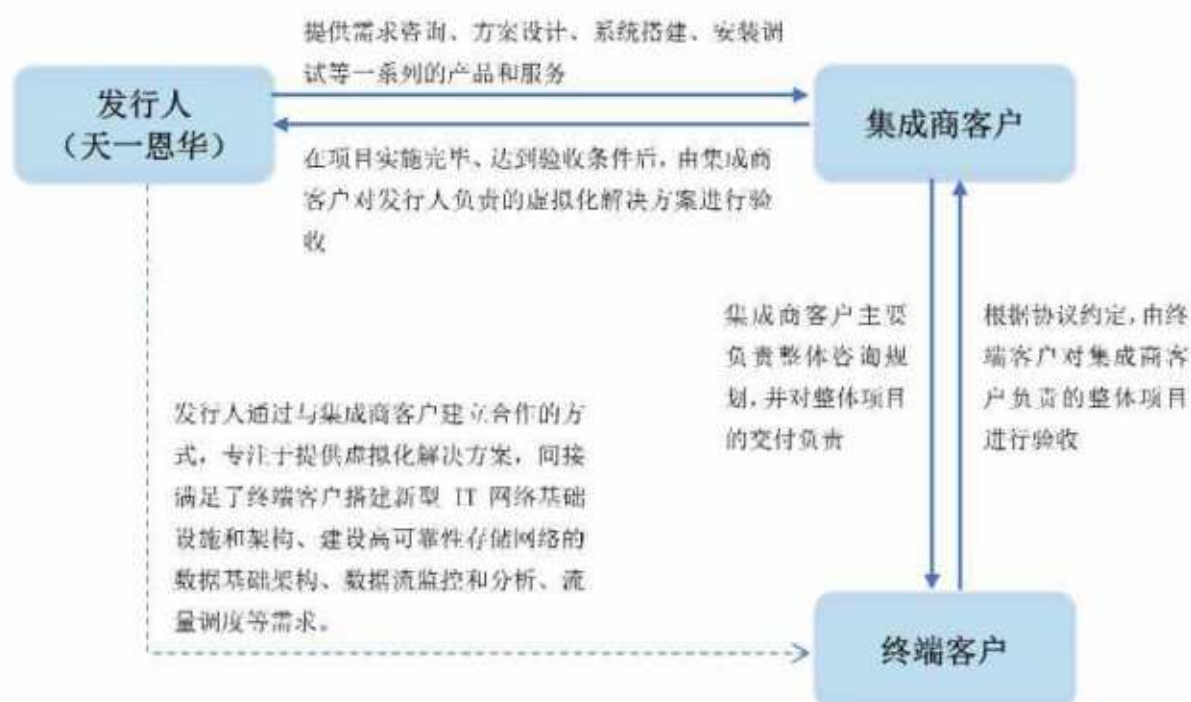 提供需求咨询、方案设计、系统搭建、安装调
试等一系列的产品和服务
发行人
（天一恩华）
集成商客户
在项目实施完毕、达到验收条件后，由集成商
客户对发行人负责的虚拟化解决方案进行验
收
集成商客户主要
负责整体咨询规
划，并对整体项目
的交付负责
根据协议约定，由终
端客户对集成商客
户负责的整体项目
进行验收
发行人通过与集成商客户建立合作的方
式，专注于提供虚拟化解决方案，间接
满足了终端客户搭建新型 IT 网络基础
设施和架构、建设高可靠性存储网络的
数据基础架构、数据流监控和分析、流
量调度等需求。
终端客户